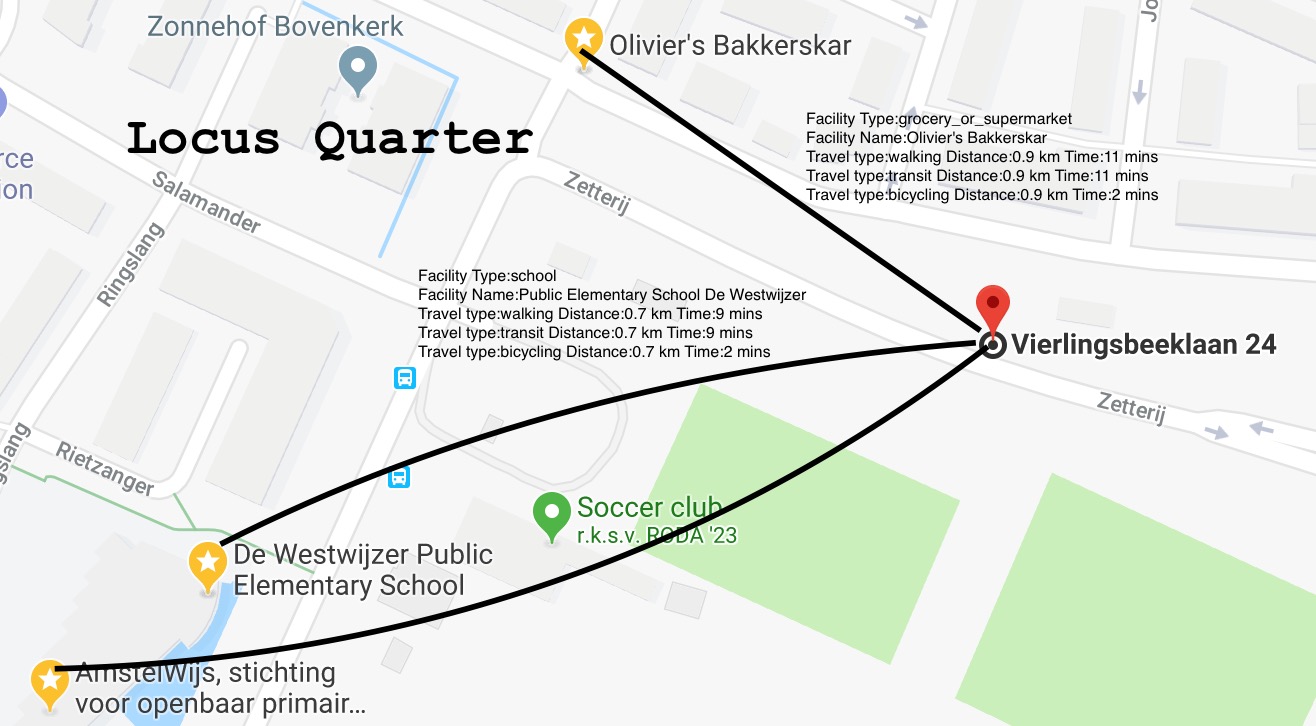 Zonnehof Bovenkerk
Olivier's Bakkerskar
Locus Quarter
Facility Type:grocery_or_supermarket
Facility Name:Olivier's Bakkerskar
Travel type:walking Distance:0.9 km Time:11 mins
Travel type:transit Distance:0.9 km Time:11 mins
Travel type:bicycling Distance:0.9 km Time:2 mins
rce
ion
Salamander
Zetterij
Ringslang
Facility Type:school
Facility Name:Public Elementary School De Westwijzer
Travel type:walking Distance:0.7 km Time:9 mins
Travel type:transit Distance:0.7 km Time:9 mins
Travel type:bicycling Distance:0.7 km Time:2 mins
Vierlingsbeeklaan 24
Zetterij
gslang
Rietzanger
Soccer club
r.k.s.v. RODA '23
De Westwijzer Public
Elementary School
AmstelWijs, stichting
voor openbaar primair...